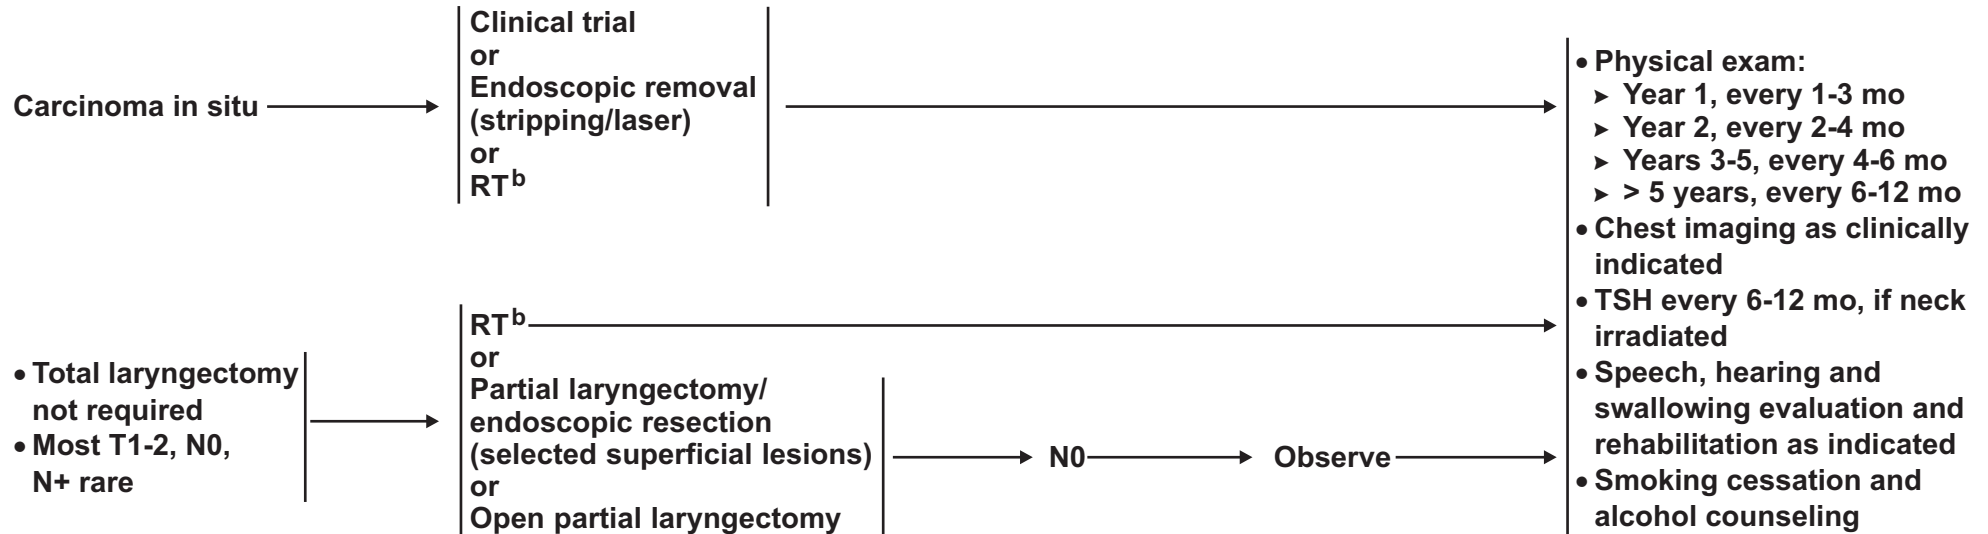 Carcinoma in situ
Clinical trial
or
Endoscopic removal
(stripping/laser)
or
RTᵇ
• Total laryngectomy
not required
• Most T1-2, N0,
N+ rare
RTᵇ
or
Partial laryngectomy/
endoscopic resection
(selected superficial lesions)
or
Open partial laryngectomy
N0
Observe
• Physical exam:
➤ Year 1, every 1-3 mo
➤ Year 2, every 2-4 mo
➤ Years 3-5, every 4-6 mo
➤ > 5 years, every 6-12 mo
• Chest imaging as clinically
indicated
• TSH every 6-12 mo, if neck
irradiated
• Speech, hearing and
swallowing evaluation and
rehabilitation as indicated
• Smoking cessation and
alcohol counseling